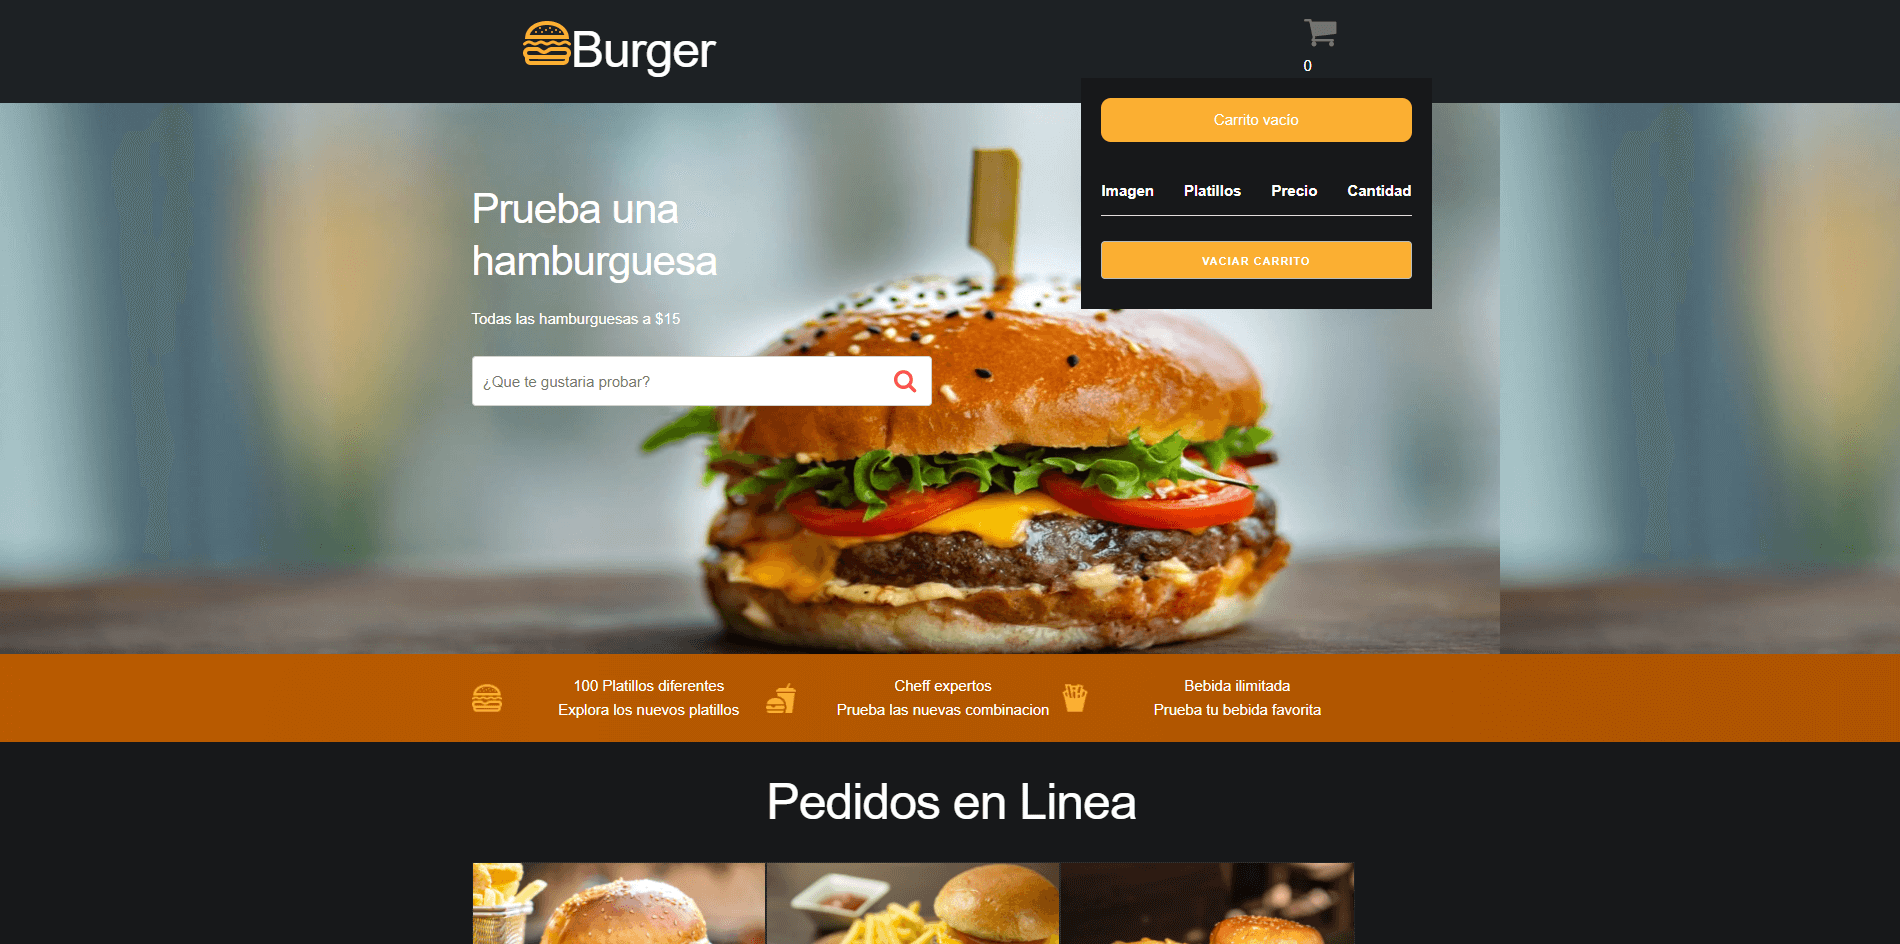 Burger
0
Carrito vacío
Imagen Platillos Precio Cantidad
VACIAR CARRITO
Prueba una
hamburguesa
Todas las hamburguesas a $15
¿Que te gustaria probar?
100 Platillos diferentes
Explora los nuevos platillos
Cheff expertos
Prueba las nuevas combinacion
Bebida ilimitada
Prueba tu bebida favorita
Pedidos en Linea